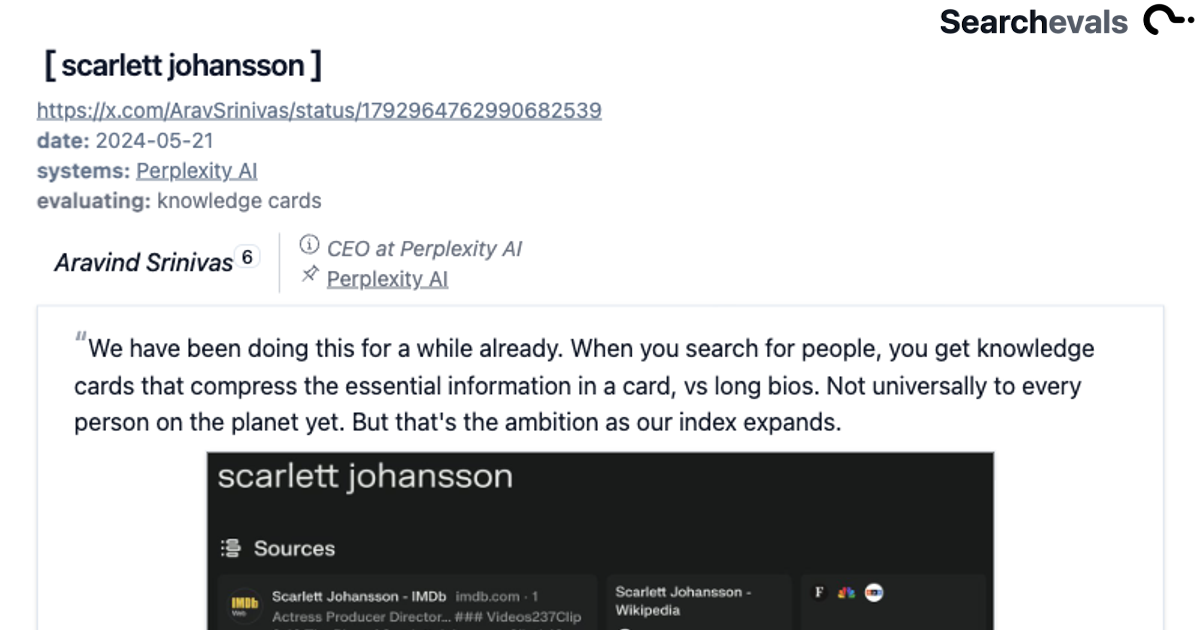 Searchevals
[ scarlett johansson ]
https://x.com/AravSrinivas/status/1792964762990682539
date: 2024-05-21
systems: Perplexity AI
evaluating: knowledge cards
Aravind Srinivas 6
CEO at Perplexity AI
Perplexity AI
"We have been doing this for a while already. When you search for people, you get knowledge
cards that compress the essential information in a card, vs long bios. Not universally to every
person on the planet yet. But that's the ambition as our index expands.
scarlett johansson
Sources
IMDb
Scarlett Johansson - IMDb imdb.com · 1
Actress Producer Director... ### Videos237Clip
Scarlett Johansson -
Wikipedia
F